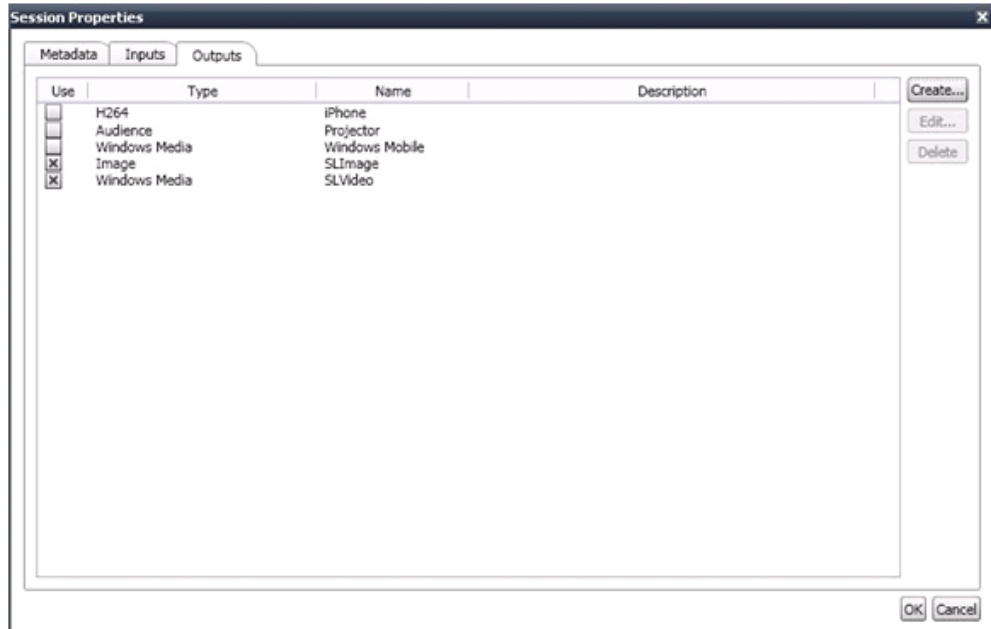 Session Properties
Metadata Inputs Outputs
Use Type Name Description
H264 iPhone
Audience Projector
Windows Media Windows Mobile
Image SLImage
Windows Media SLVideo
Create...
Edit...
Delete
OK Cancel